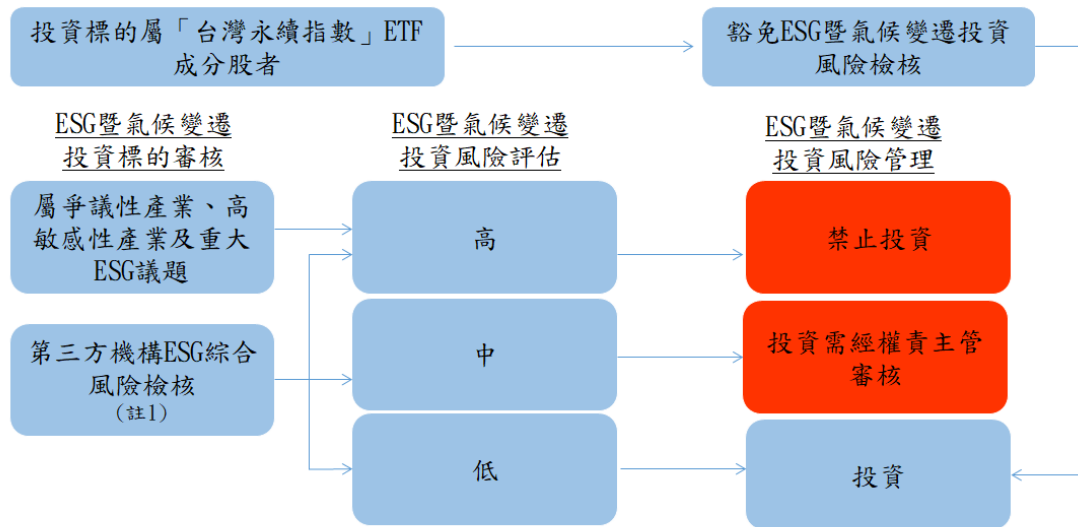 投資標的屬「台灣永續指數」ETF
成分股者
豁免ESG暨氣候變遷投資
風險檢核
ESG暨氣候變遷
投資標的審核
ESG暨氣候變遷
投資風險評估
ESG暨氣候變遷
投資風險管理
屬爭議性產業、高
敏感性產業及重大
ESG議題
高
禁止投資
第三方機構ESG綜合
風險檢核
(註1)
中
投資需經權責主管
審核
低
投資